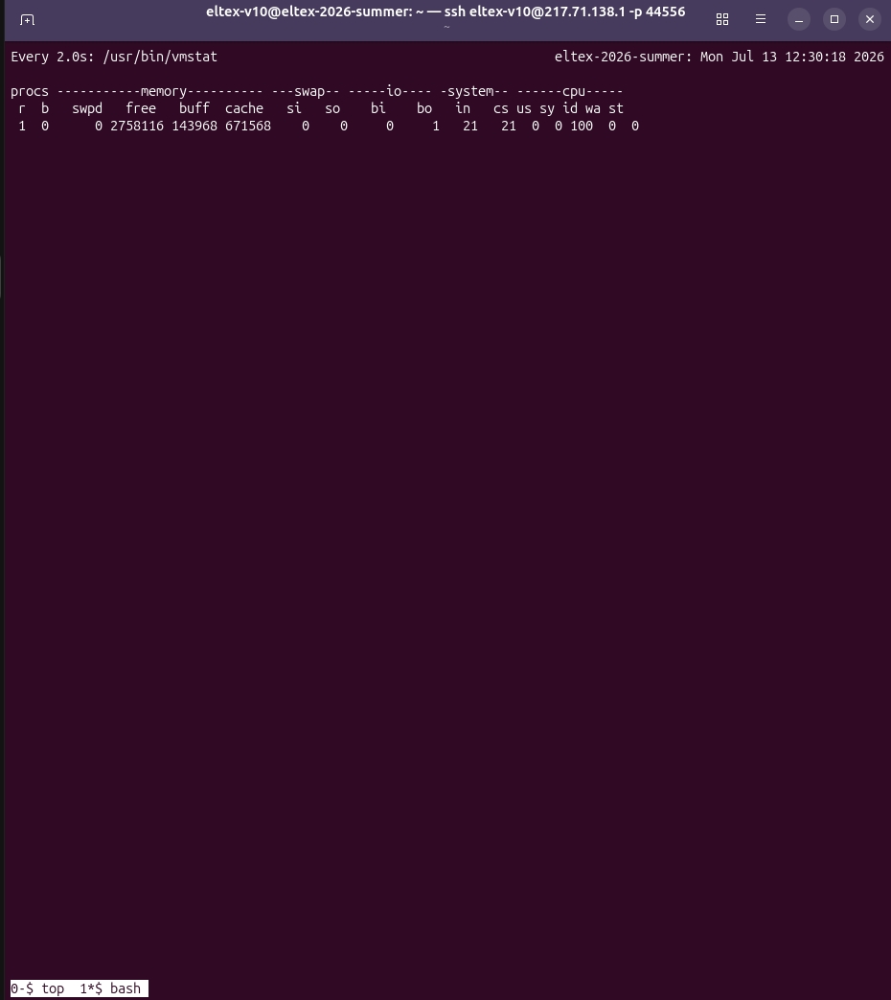 eltex-v10@eltex-2026-summer: ~ — ssh eltex-v10@217.71.138.1 -p 44556
~
Every 2.0s: /usr/bin/vmstat                                            eltex-2026-summer: Mon Jul 13 12:30:18 2026
procs -----------memory---------- ---swap-- -----io---- -system-- ------cpu-----
 r  b   swpd   free   buff  cache   si   so    bi    bo   in   cs us sy id wa st
 1  0      0 2758116 143968 671568    0    0     0     1   21   21  0  0 100  0  0
0-$ top  1*$ bash